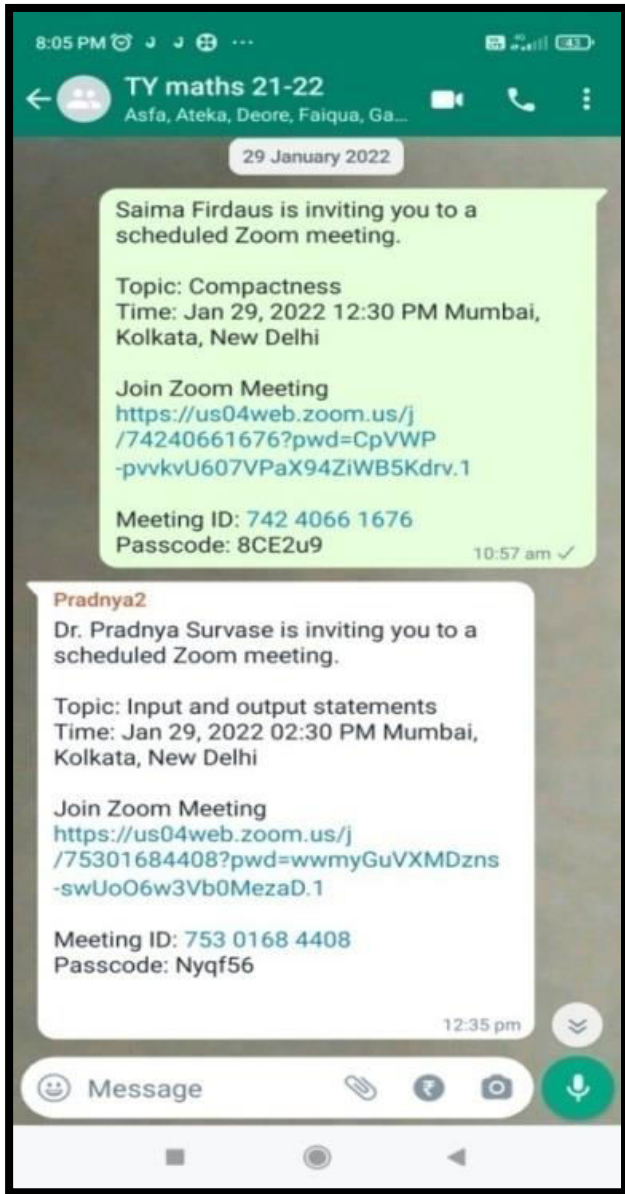 8:05 PM
4G
43
TY maths 21-22
Asfa, Ateka, Deore, Faiqua, Ga...
29 January 2022
Saima Firdaus is inviting you to a
scheduled Zoom meeting.
Topic: Compactness
Time: Jan 29, 2022 12:30 PM Mumbai,
Kolkata, New Delhi
Join Zoom Meeting
https://us04web.zoom.us/j
/74240661676?pwd=CpVWP
-pvvkvU607VPaX94ZiWB5Kdrv.1
Meeting ID: 742 4066 1676
Passcode: 8CE2u9
10:57 am
Pradnya2
Dr. Pradnya Survase is inviting you to a
scheduled Zoom meeting.
Topic: Input and output statements
Time: Jan 29, 2022 02:30 PM Mumbai,
Kolkata, New Delhi
Join Zoom Meeting
https://us04web.zoom.us/j
/75301684408?pwd=wwmyGuVXMDzns
-swUoO6w3Vb0MezaD.1
Meeting ID: 753 0168 4408
Passcode: Nyqf56
12:35 pm
Message